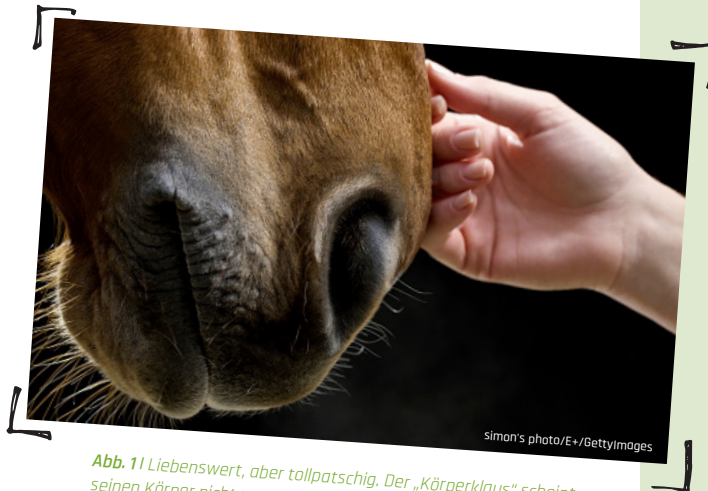 simon's photo/E+/GettyImages
Abb. 1 I Liebenswert, aber tollpatschig. Der „Körperklaus" scheint
seinen Körper nicht